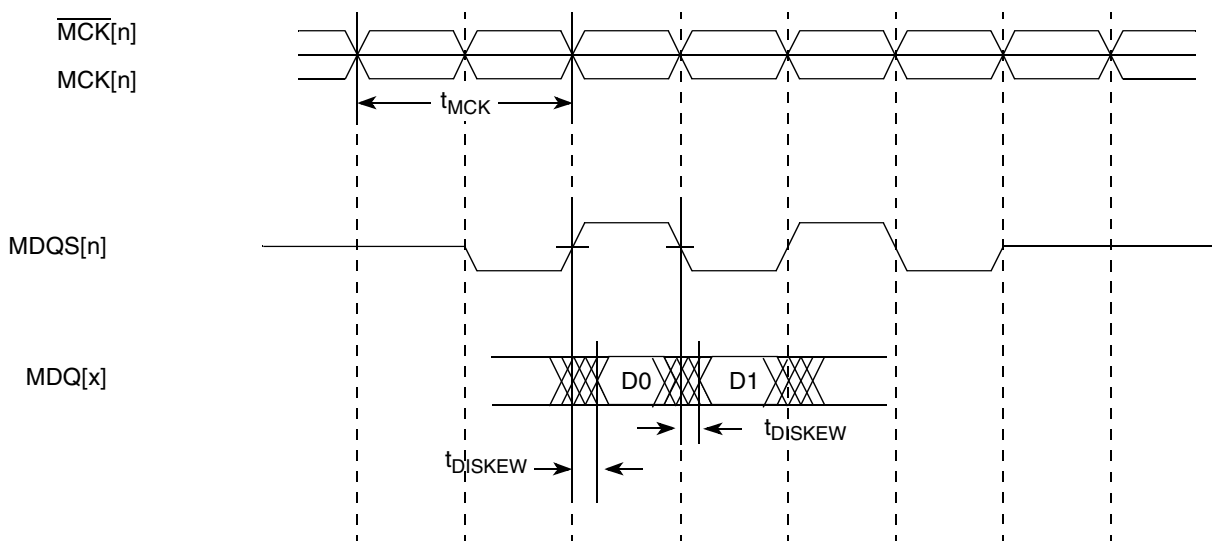 MCK[n]
MCK[n]
tMCK
MDQS[n]
MDQ[x]
D0
D1
tDISKEW
tDISKEW